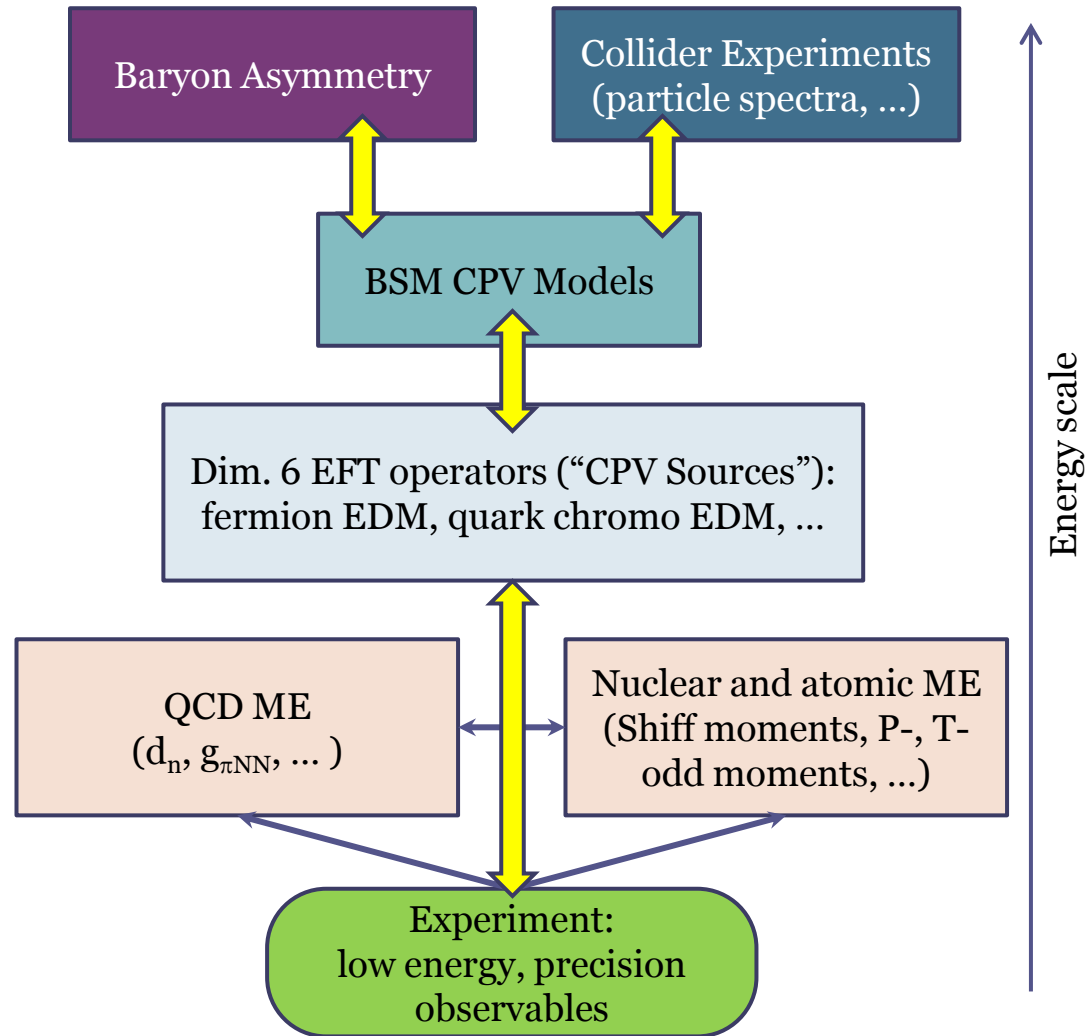 Baryon Asymmetry
Collider Experiments
(particle spectra, …)
BSM CPV Models
Dim. 6 EFT operators (“CPV Sources”):
fermion EDM, quark chromo EDM, …
QCD ME
(dₙ, g_πNN, … )
Nuclear and atomic ME
(Shiff moments, P-, T-
odd moments, …)
Experiment:
low energy, precision
observables
Energy scale